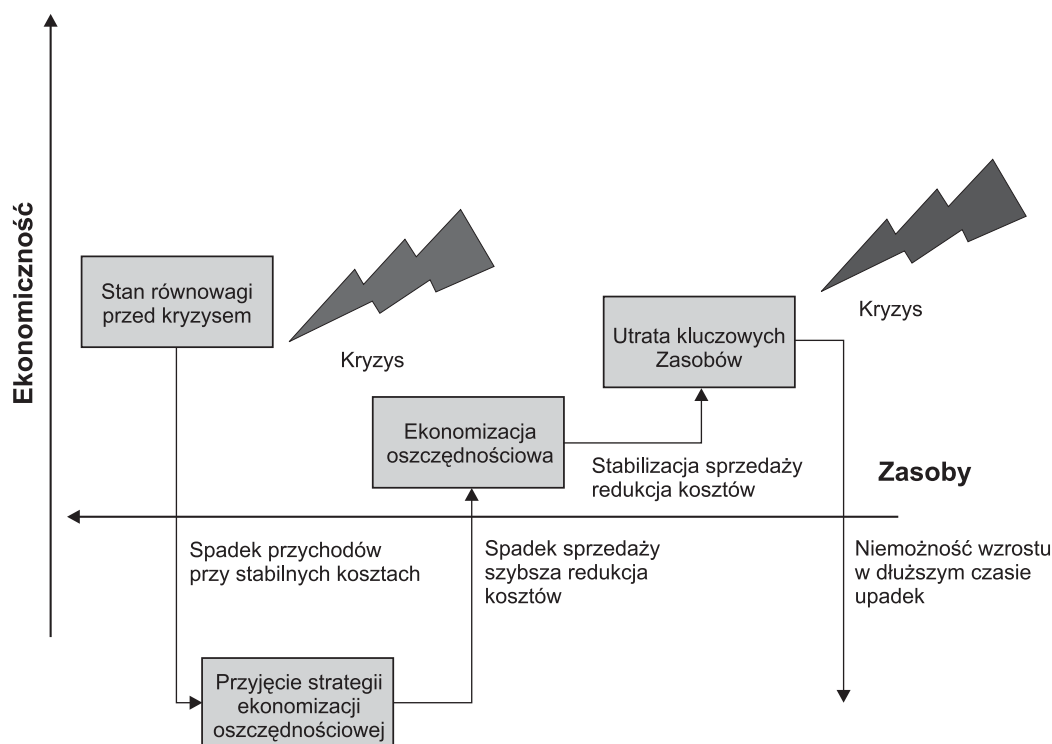 Ekonomiczność
Stan równowagi
przed kryzysem
Kryzys
Ekonomizacja
oszczędnościowa
Utrata kluczowych
Zasobów
Kryzys
Stabilizacja sprzedaży
redukcja kosztów
Zasoby
Spadek przychodów
przy stabilnych kosztach
Spadek sprzedaży
szybsza redukcja
kosztów
Niemożność wzrostu
w dłuższym czasie
upadek
Przyjęcie strategii
ekonomizacji
oszczędnościowej